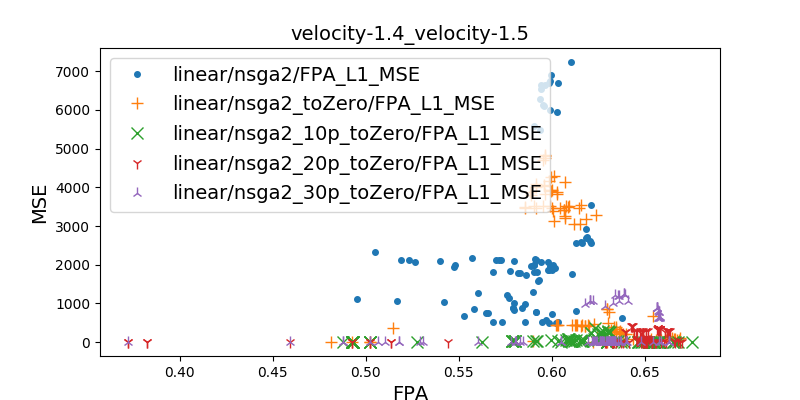 velocity-1.4_velocity-1.5
linear/nsga2/FPA_L1_MSE
linear/nsga2_toZero/FPA_L1_MSE
linear/nsga2_10p_toZero/FPA_L1_MSE
linear/nsga2_20p_toZero/FPA_L1_MSE
linear/nsga2_30p_toZero/FPA_L1_MSE
7000
6000
5000
4000
3000
2000
1000
0
MSE
0.40 0.45 0.50 0.55 0.60 0.65
FPA